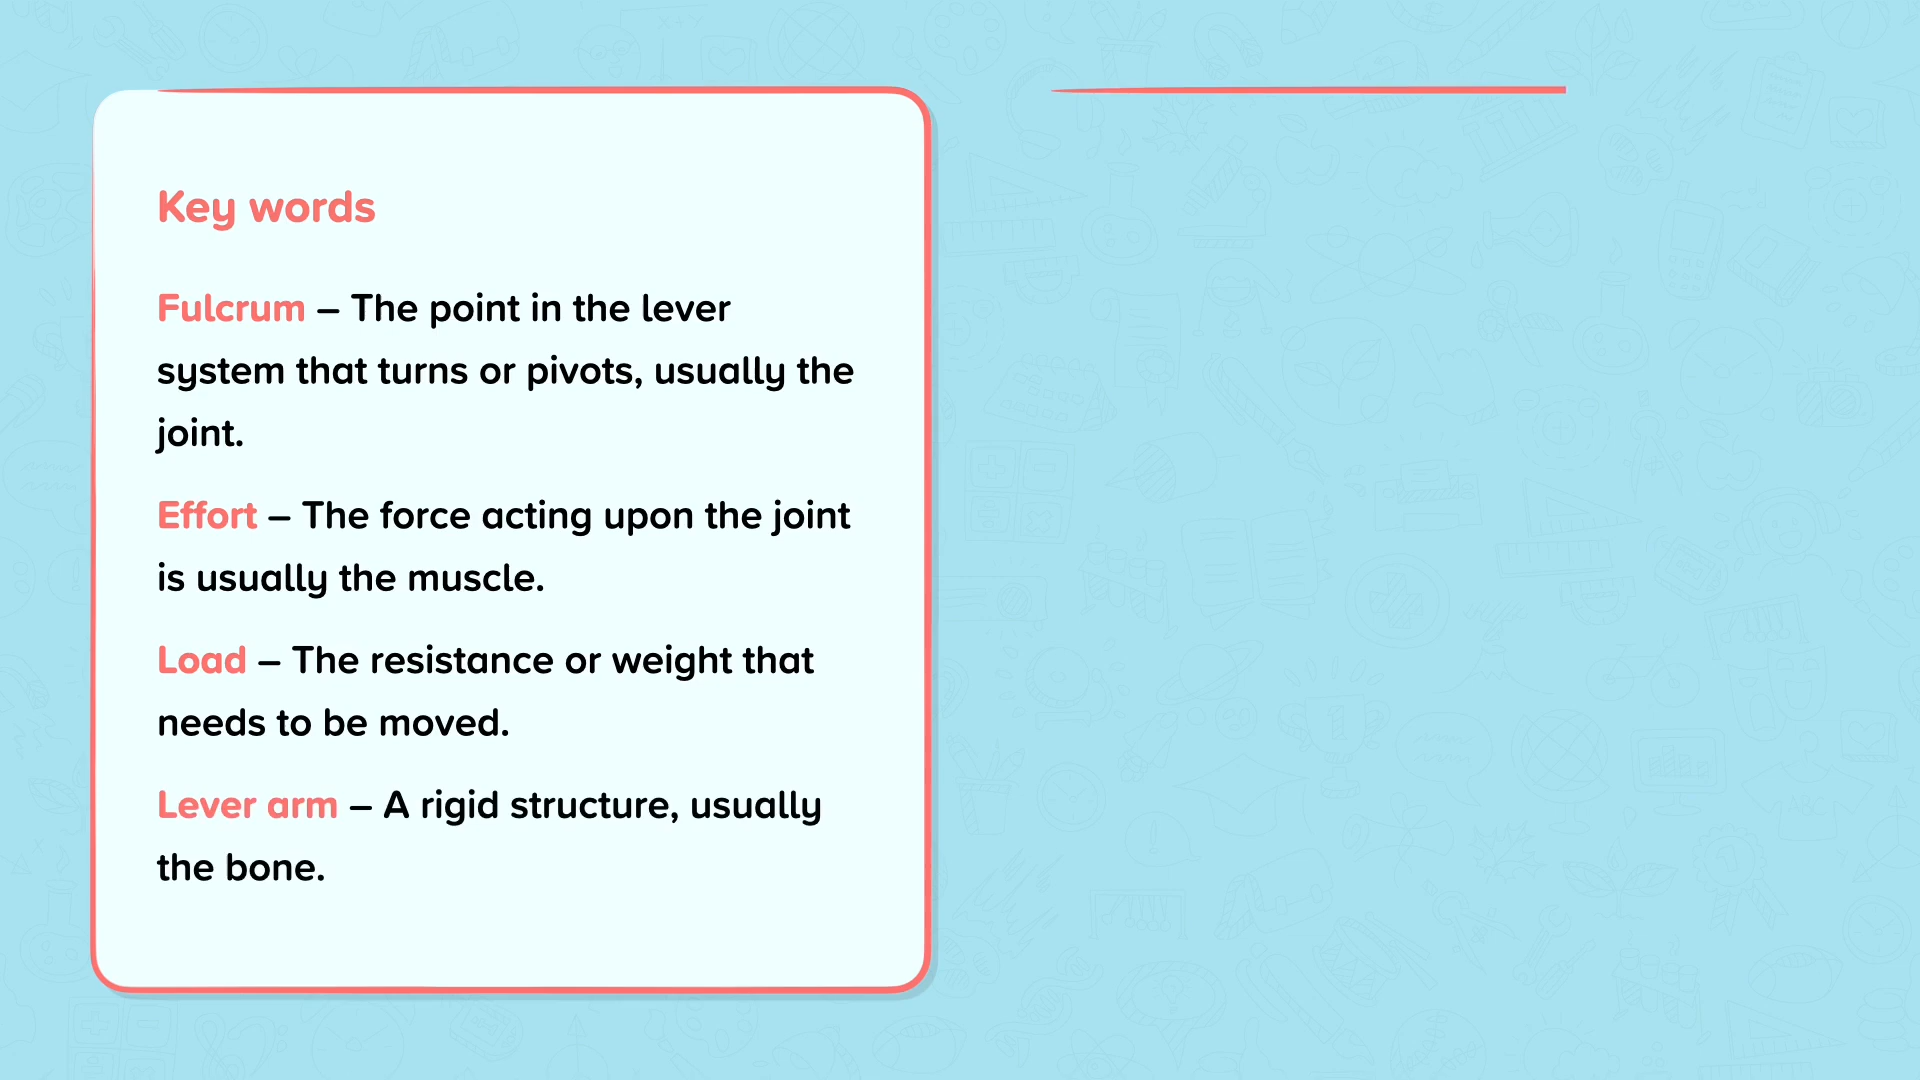 Key words
Fulcrum – The point in the lever
system that turns or pivots, usually the
joint.
Effort – The force acting upon the joint
is usually the muscle.
Load – The resistance or weight that
needs to be moved.
Lever arm – A rigid structure, usually
the bone.